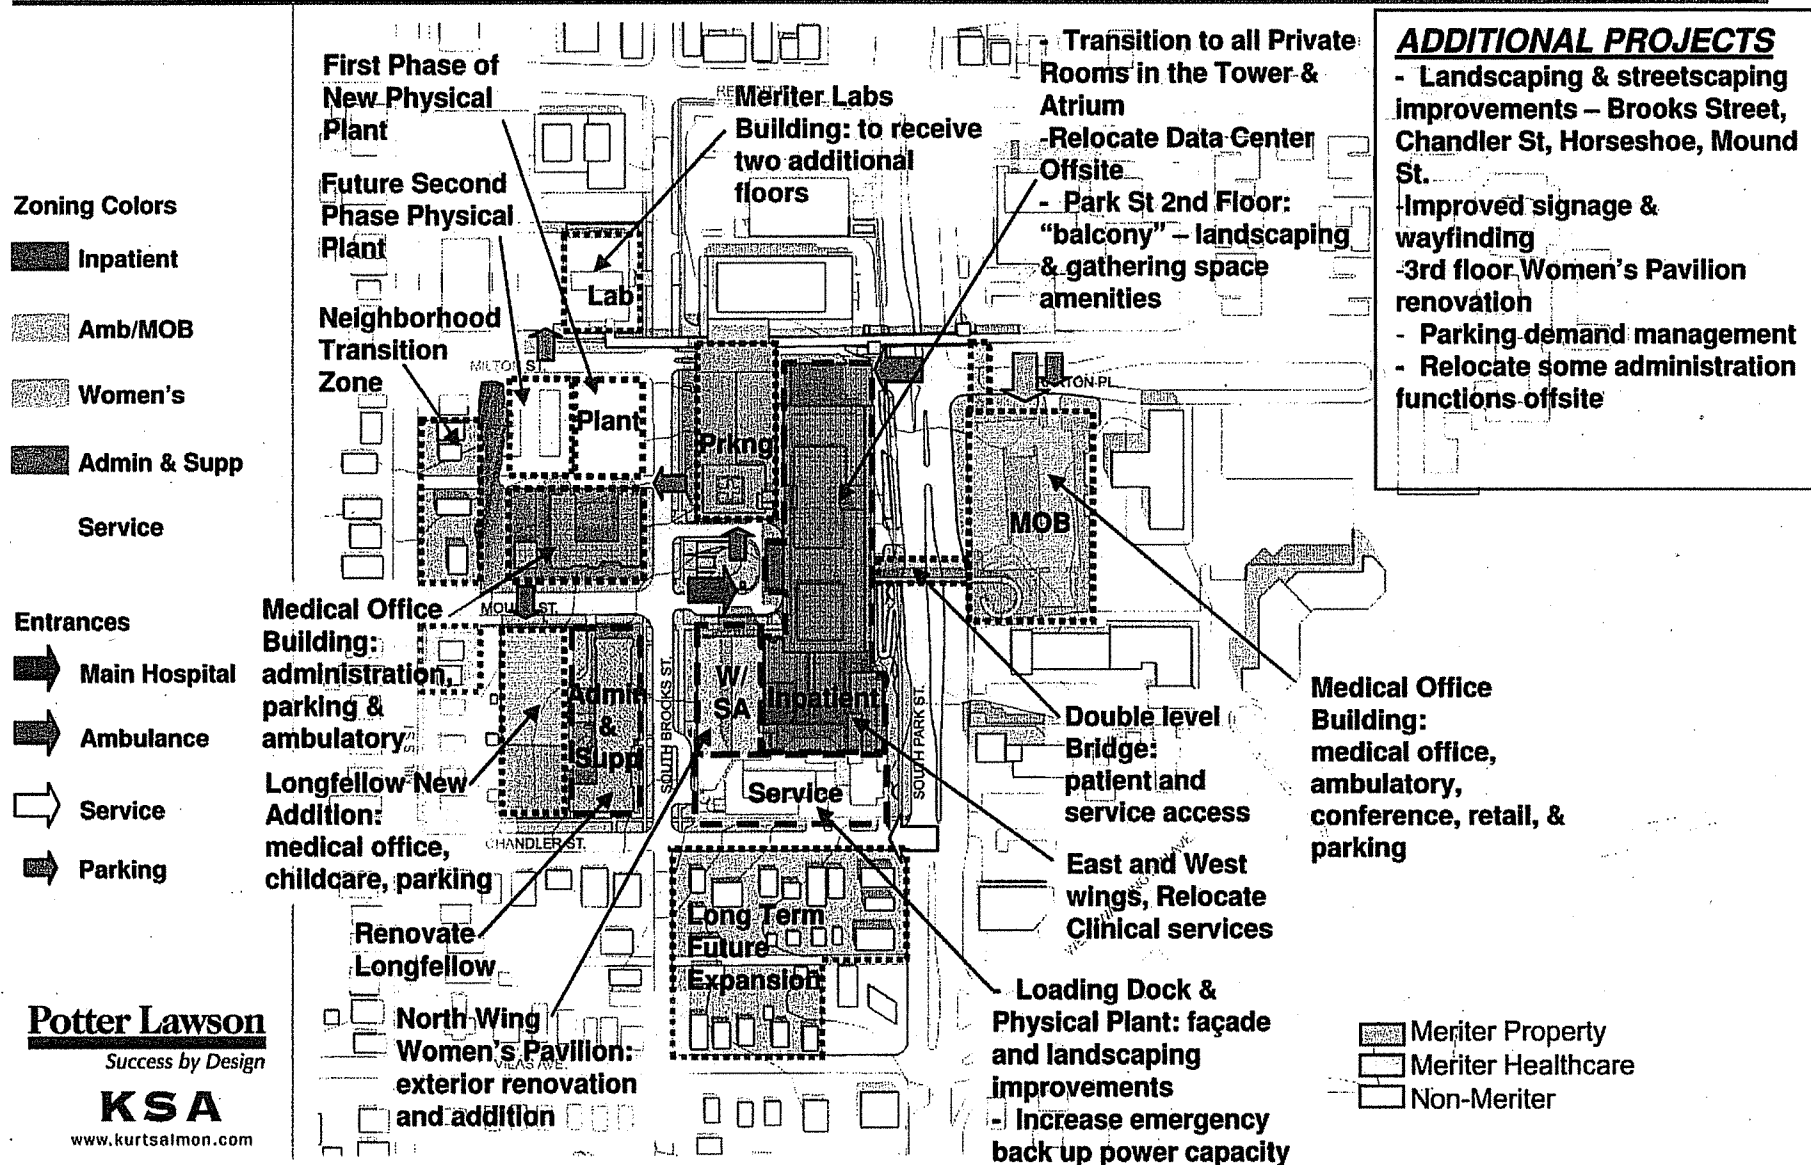 Zoning Colors
Inpatient
Amb/MOB
Women's
Admin & Supp
Service
Entrances
Main Hospital
Ambulance
Service
Parking
Potter Lawson
Success by Design
KSA
www.kurtsalmon.com
First Phase of
New Physical
Plant
Future Second
Phase Physical
Plant
Neighborhood
Transition
Zone
Meriter Labs
Building: to receive
two additional
floors
- Transition to all Private
Rooms in the Tower &
Atrium
-Relocate Data Center
Offsite
- Park St 2nd Floor:
“balcony” – landscaping
& gathering space
amenities
ADDITIONAL PROJECTS
- Landscaping & streetscaping
improvements – Brooks Street,
Chandler St, Horseshoe, Mound
St.
-Improved signage &
wayfinding
-3rd floor Women's Pavilion
renovation
- Parking demand management
- Relocate some administration
functions offsite
Lab
MILTON ST.
Plant
Prkng
MOB
Medical Office
Building:
administration,
parking &
ambulatory
Longfellow New
Addition:
medical office,
childcare, parking
Admin
&
Supp
SOUTH BROOKS ST.
W/
SA
Inpatient
SOUTH PARK ST.
Service
CHANDLER ST.
Renovate
Longfellow
North Wing
Women's Pavilion:
VILAS AVE.
exterior renovation
and addition
Long Term
Future
Expansion
Double level
Bridge:
patient and
service access
East and West
wings, Relocate
Clinical services
- Loading Dock &
Physical Plant: façade
and landscaping
improvements
- Increase emergency
back up power capacity
Medical Office
Building:
medical office,
ambulatory,
conference, retail, &
parking
Meriter Property
Meriter Healthcare
Non-Meriter